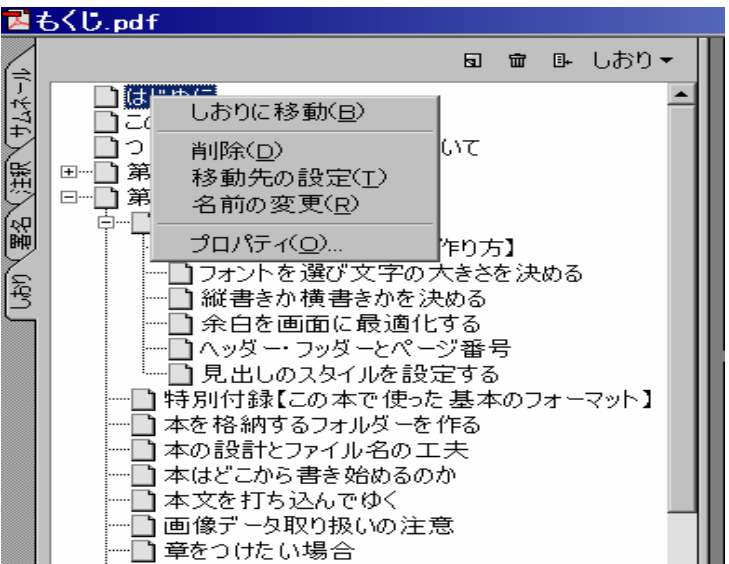 もくじ.pdf
しおり
サムネール
注釈
署名
しおり
しおりに移動(B)
こ
つ いて
削除(D)
第
移動先の設定(T)
第
名前の変更(R)
プロパティ(O)...
作り方】
フォントを選び文字の大きさを決める
縦書きか横書きかを決める
余白を画面に最適化する
ヘッダー・フッダーとページ番号
見出しのスタイルを設定する
特別付録【この本で使った基本のフォーマット】
本を格納するフォルダーを作る
本の設計とファイル名の工夫
本はどこから書き始めるのか
本文を打ち込んでゆく
画像データ取り扱いの注意
章をつけたい場合